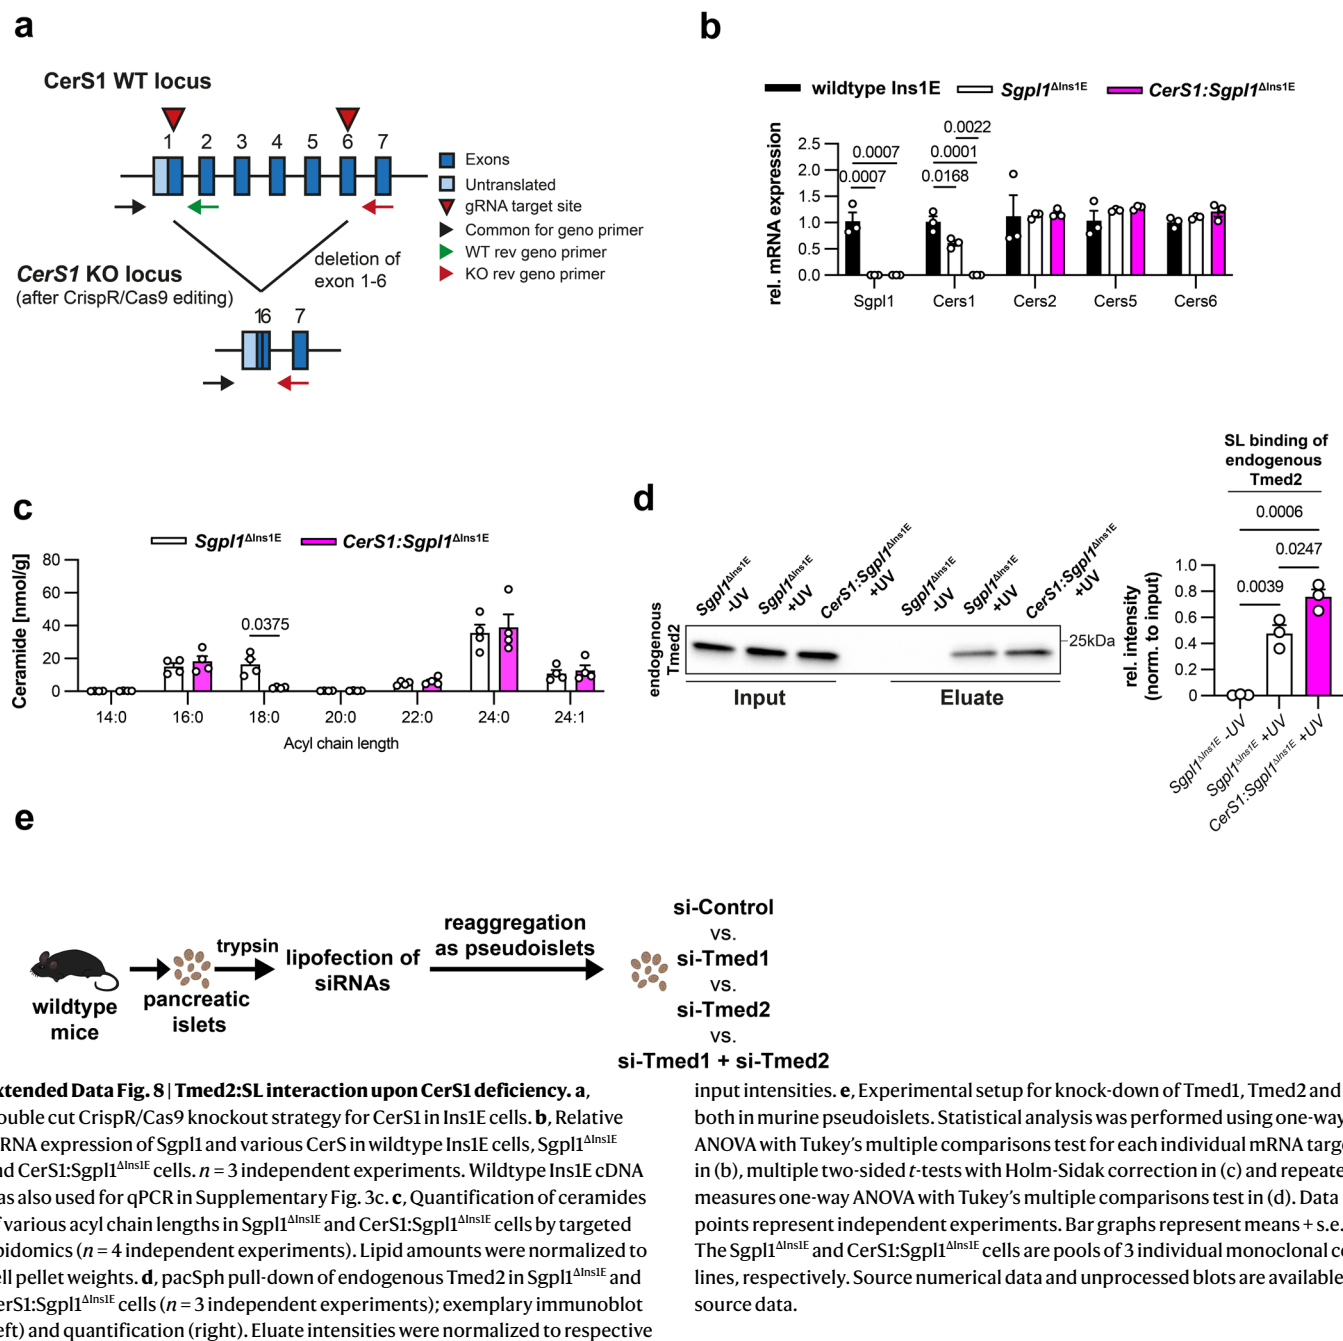 a
CerS1 WT locus
1 2 3 4 5 6 7
Exons
Untranslated
gRNA target site
Common for geno primer
WT rev geno primer
KO rev geno primer
deletion of
exon 1-6
CerS1 KO locus
(after CrispR/Cas9 editing)
16 7
b
wildtype Ins1E Sgpl1ΔIns1E CerS1:Sgpl1ΔIns1E
rel. mRNA expression
2.5
2.0
1.5
1.0
0.5
0.0
0.0007
0.0007
0.0022
0.0001
0.0168
Sgpl1 Cers1 Cers2 Cers5 Cers6
c
Sgpl1ΔIns1E CerS1:Sgpl1ΔIns1E
Ceramide [nmol/g]
80
60
40
20
0
0.0375
14:0 16:0 18:0 20:0 22:0 24:0 24:1
Acyl chain length
d
endogenous
Tmed2
Sgpl1ΔIns1E
-UV
Sgpl1ΔIns1E
+UV
CerS1:Sgpl1ΔIns1E
+UV
Sgpl1ΔIns1E
-UV
Sgpl1ΔIns1E
+UV
CerS1:Sgpl1ΔIns1E
+UV
25kDa
Input Eluate
SL binding of
endogenous
Tmed2
0.0006
0.0247
0.0039
rel. intensity
(norm. to input)
1.0
0.8
0.6
0.4
0.2
0
Sgpl1ΔIns1E -UV
Sgpl1ΔIns1E +UV
CerS1:Sgpl1ΔIns1E +UV
e
wildtype
mice
pancreatic
islets
trypsin
lipofection of
siRNAs
reaggregation
as pseudoislets
si-Control
vs.
si-Tmed1
vs.
si-Tmed2
vs.
si-Tmed1 + si-Tmed2
xtended Data Fig. 8 | Tmed2:SL interaction upon CerS1 deficiency. a,
ouble cut CrispR/Cas9 knockout strategy for CerS1 in Ins1E cells. b, Relative
RNA expression of Sgpl1 and various CerS in wildtype Ins1E cells, Sgpl1ΔIns1E
nd CerS1:Sgpl1ΔIns1E cells. n = 3 independent experiments. Wildtype Ins1E cDNA
as also used for qPCR in Supplementary Fig. 3c. c, Quantification of ceramides
f various acyl chain lengths in Sgpl1ΔIns1E and CerS1:Sgpl1ΔIns1E cells by targeted
pidomics (n = 4 independent experiments). Lipid amounts were normalized to
ell pellet weights. d, pacSph pull-down of endogenous Tmed2 in Sgpl1ΔIns1E and
erS1:Sgpl1ΔIns1E cells (n = 3 independent experiments); exemplary immunoblot
eft) and quantification (right). Eluate intensities were normalized to respective
input intensities. e, Experimental setup for knock-down of Tmed1, Tmed2 and
both in murine pseudoislets. Statistical analysis was performed using one-way
ANOVA with Tukey's multiple comparisons test for each individual mRNA targe
in (b), multiple two-sided t-tests with Holm-Sidak correction in (c) and repeate
measures one-way ANOVA with Tukey's multiple comparisons test in (d). Data
points represent independent experiments. Bar graphs represent means + s.e.
The Sgpl1ΔIns1E and CerS1:Sgpl1ΔIns1E cells are pools of 3 individual monoclonal ce
lines, respectively. Source numerical data and unprocessed blots are available
source data.